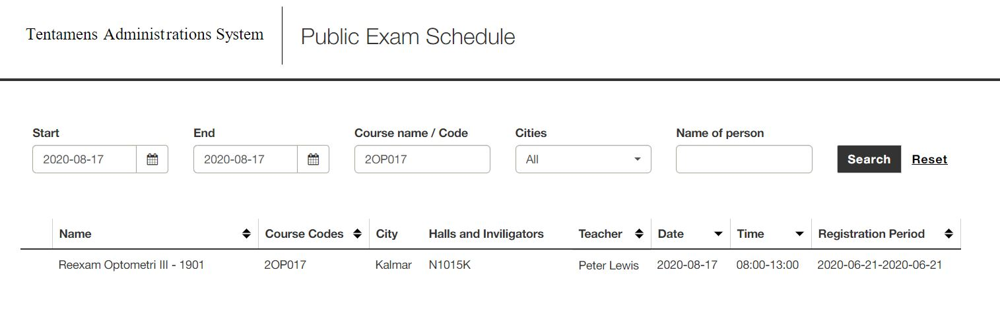 Tentamens Administrations System
Public Exam Schedule
Start End Course name / Code Cities Name of person
2020-08-17 2020-08-17 2OP017 All Search Reset
Name Course Codes City Halls and Inviligators Teacher Date Time Registration Period
Reexam Optometri III - 1901 2OP017 Kalmar N1015K Peter Lewis 2020-08-17 08:00-13:00 2020-06-21-2020-06-21